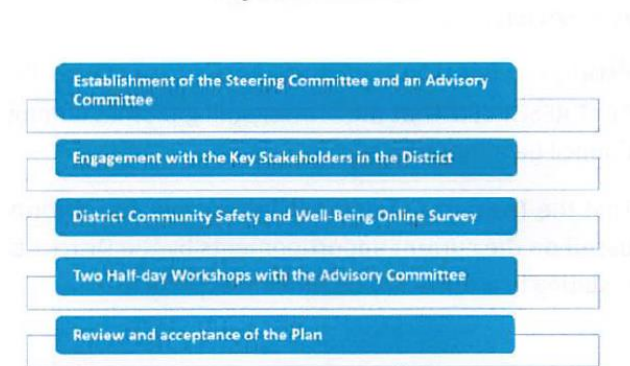 Establishment of the Steering Committee and an Advisory
Committee
Engagement with the Key Stakeholders in the District
District Community Safety and Well-Being Online Survey
Two Half-day Workshops with the Advisory Committee
Review and acceptance of the Plan